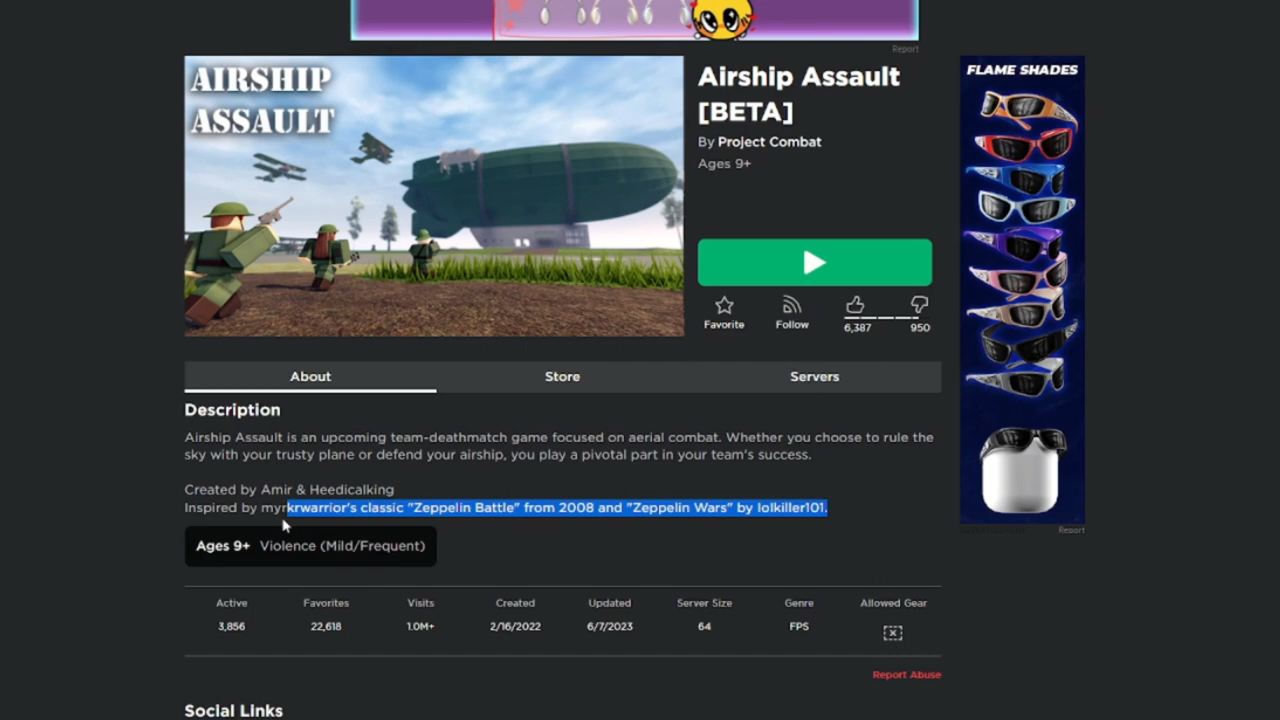 Report
AIRSHIP
ASSAULT
Airship Assault
[BETA]
By Project Combat
Ages 9+
FLAME SHADES
Favorite
Follow
6,387
950
About
Store
Servers
Description
Airship Assault is an upcoming team-deathmatch game focused on aerial combat. Whether you choose to rule the
sky with your trusty plane or defend your airship, you play a pivotal part in your team's success.
Created by Amir & Heedicalking
Inspired by myrkrwarrior's classic "Zeppelin Battle" from 2008 and "Zeppelin Wars" by lolkiller101.
Report
Ages 9+ Violence (Mild/Frequent)
Active Favorites Visits Created Updated Server Size Genre Allowed Gear
3,856 22,618 1.0M+ 2/16/2022 6/7/2023 64 FPS
Report Abuse
Social Links